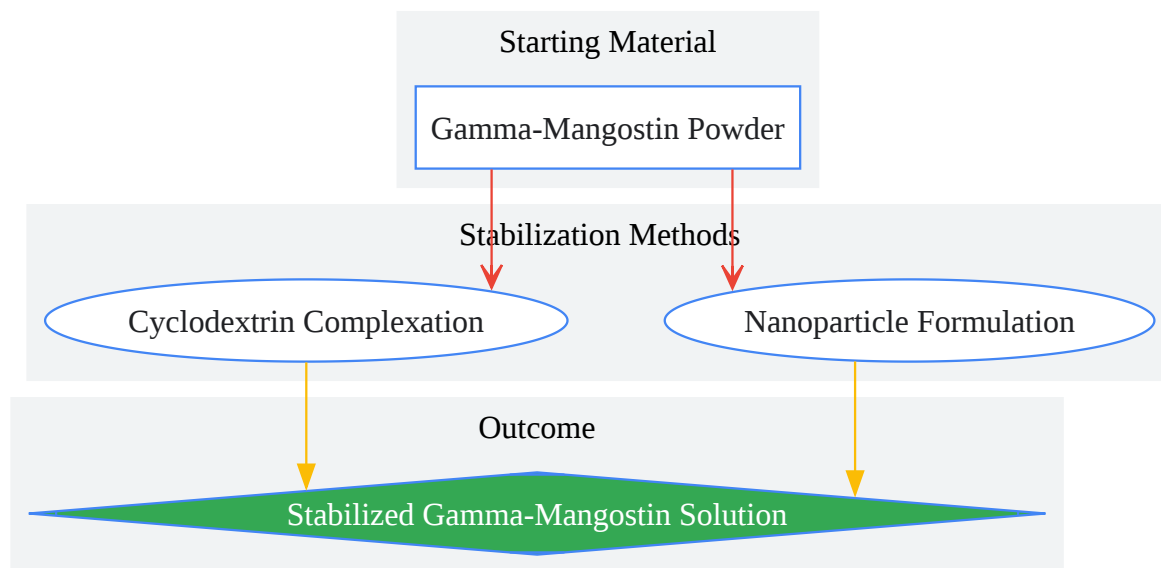 Starting Material
Gamma-Mangostin Powder
Stabilization Methods
Cyclodextrin Complexation
Nanoparticle Formulation
Outcome
Stabilized Gamma-Mangostin Solution